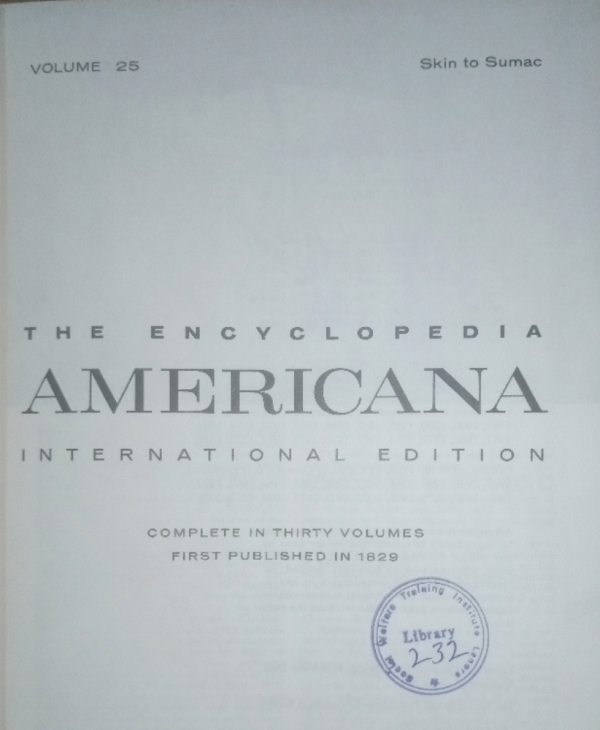 VOLUME 25
Skin to Sumac
THE ENCYCLOPEDIA
AMERICANA
INTERNATIONAL EDITION
COMPLETE IN THIRTY VOLUMES
FIRST PUBLISHED IN 1829
Social Welfare Training Institute
Library
232